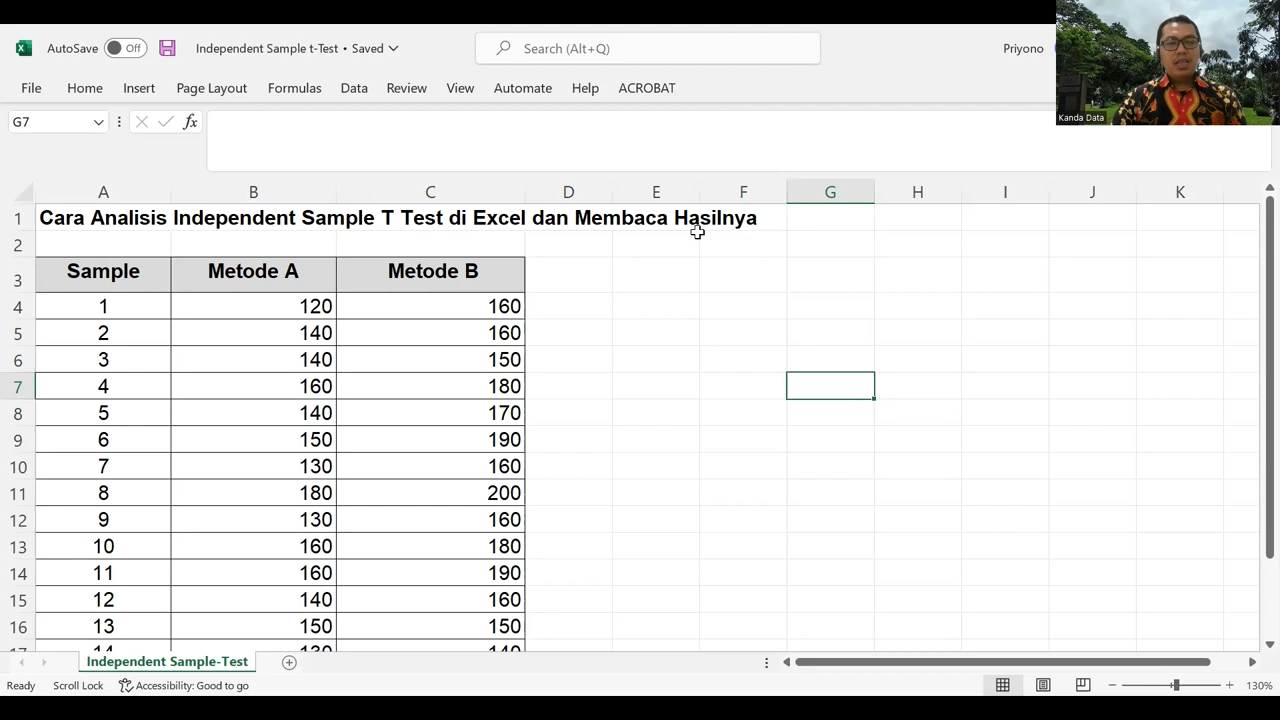 AutoSave Off Independent Sample t-Test • Saved Search (Alt+Q) Priyono
File Home Insert Page Layout Formulas Data Review View Automate Help ACROBAT
Kanda Data
G7 fx
A B C D E F G H I J K
1 Cara Analisis Independent Sample T Test di Excel dan Membaca Hasilnya
2
3 Sample Metode A Metode B
4 1 120 160
5 2 140 160
6 3 140 150
7 4 160 180
8 5 140 170
9 6 150 190
10 7 130 160
11 8 180 200
12 9 130 160
13 10 160 180
14 11 160 190
15 12 140 160
16 13 150 150
17 14 130 140
Independent Sample-Test
Ready Scroll Lock Accessibility: Good to go 130%